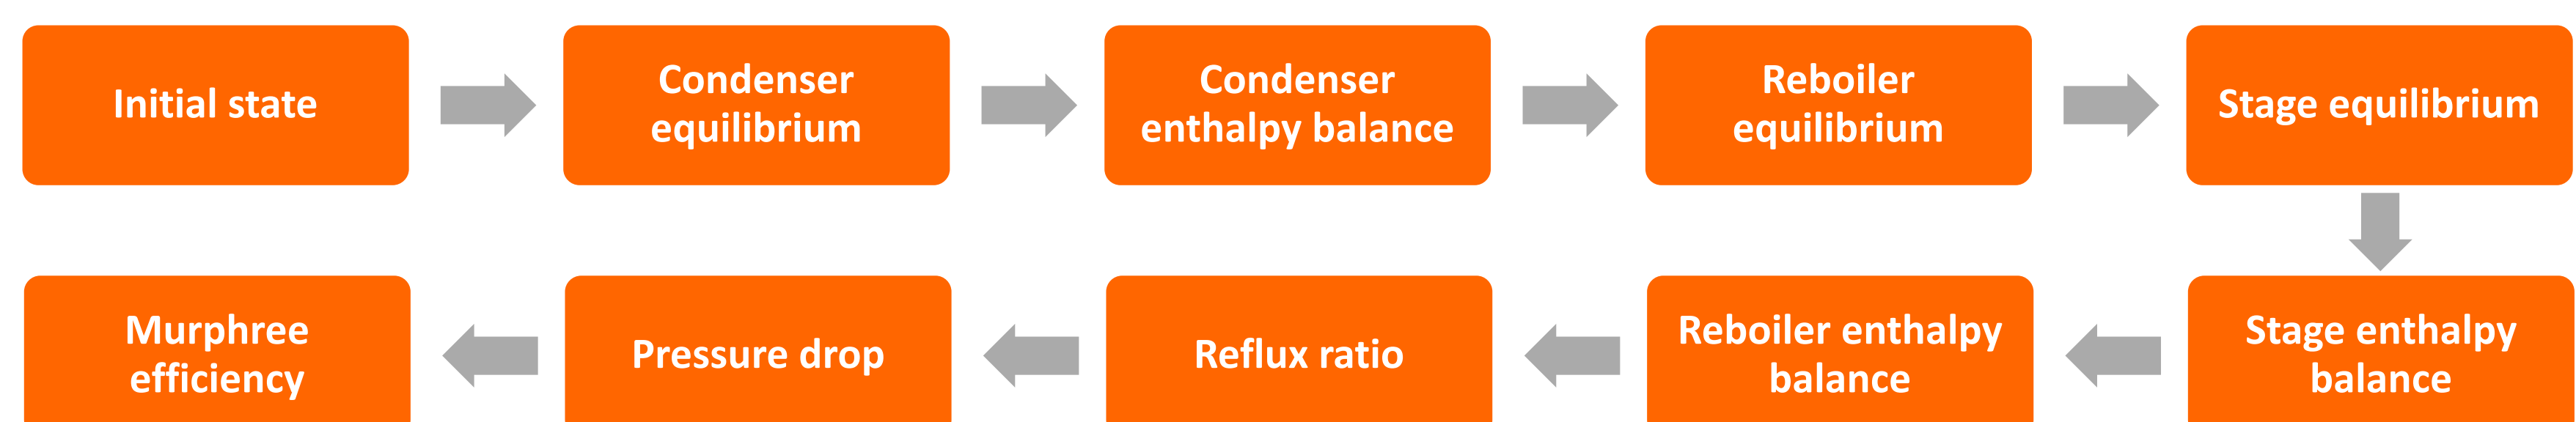 Initial state
Condenser
equilibrium
Condenser
enthalpy balance
Reboiler
equilibrium
Stage equilibrium
Stage enthalpy
balance
Reboiler enthalpy
balance
Reflux ratio
Pressure drop
Murphree
efficiency